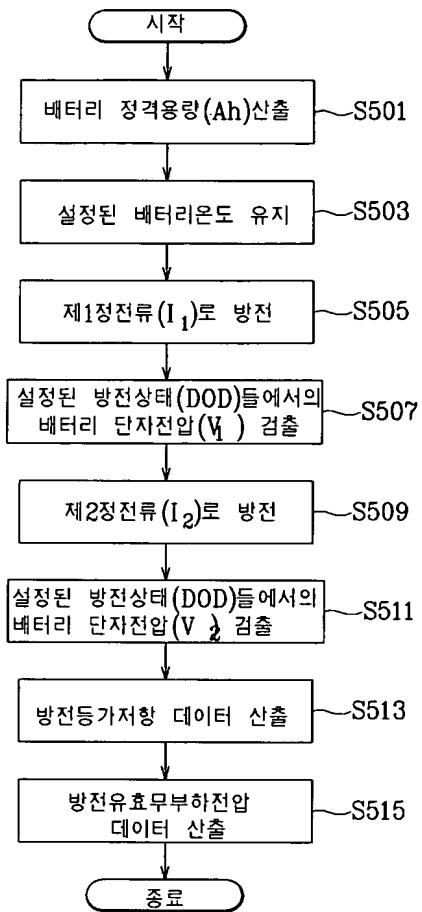 시작
배터리 정격용량(Ah)산출
S501
설정된 배터리온도 유지
S503
제1정전류(I₁)로 방전
S505
설정된 방전상태(DOD)들에서의
배터리 단자전압(V₁) 검출
S507
제2정전류(I₂)로 방전
S509
설정된 방전상태(DOD)들에서의
배터리 단자전압(V₂) 검출
S511
방전등가저항 데이터 산출
S513
방전유효무부하전압
데이터 산출
S515
종료